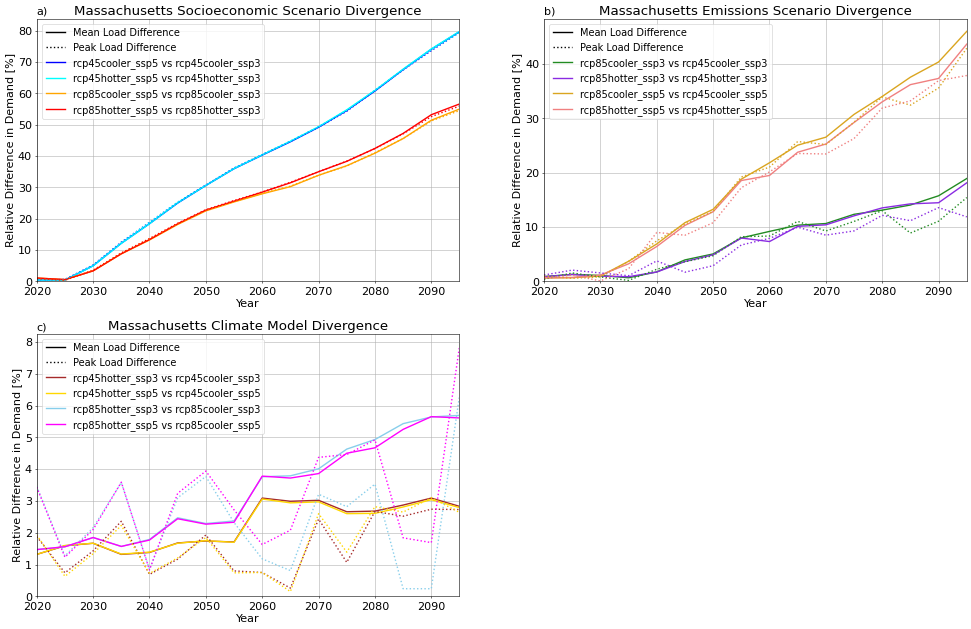 a) Massachusetts Socioeconomic Scenario Divergence
Relative Difference in Demand [%]
80
70
60
50
40
30
20
10
0
Mean Load Difference
Peak Load Difference
rcp45cooler_ssp5 vs rcp45cooler_ssp3
rcp45hotter_ssp5 vs rcp45hotter_ssp3
rcp85cooler_ssp5 vs rcp85cooler_ssp3
rcp85hotter_ssp5 vs rcp85hotter_ssp3
2020 2030 2040 2050 2060 2070 2080 2090
Year
b) Massachusetts Emissions Scenario Divergence
Relative Difference in Demand [%]
40
30
20
10
0
Mean Load Difference
Peak Load Difference
rcp85cooler_ssp3 vs rcp45cooler_ssp3
rcp85hotter_ssp3 vs rcp45hotter_ssp3
rcp85cooler_ssp5 vs rcp45cooler_ssp5
rcp85hotter_ssp5 vs rcp45hotter_ssp5
2020 2030 2040 2050 2060 2070 2080 2090
Year
c) Massachusetts Climate Model Divergence
Relative Difference in Demand [%]
8
7
6
5
4
3
2
1
0
Mean Load Difference
Peak Load Difference
rcp45hotter_ssp3 vs rcp45cooler_ssp3
rcp45hotter_ssp5 vs rcp45cooler_ssp5
rcp85hotter_ssp3 vs rcp85cooler_ssp3
rcp85hotter_ssp5 vs rcp85cooler_ssp5
2020 2030 2040 2050 2060 2070 2080 2090
Year